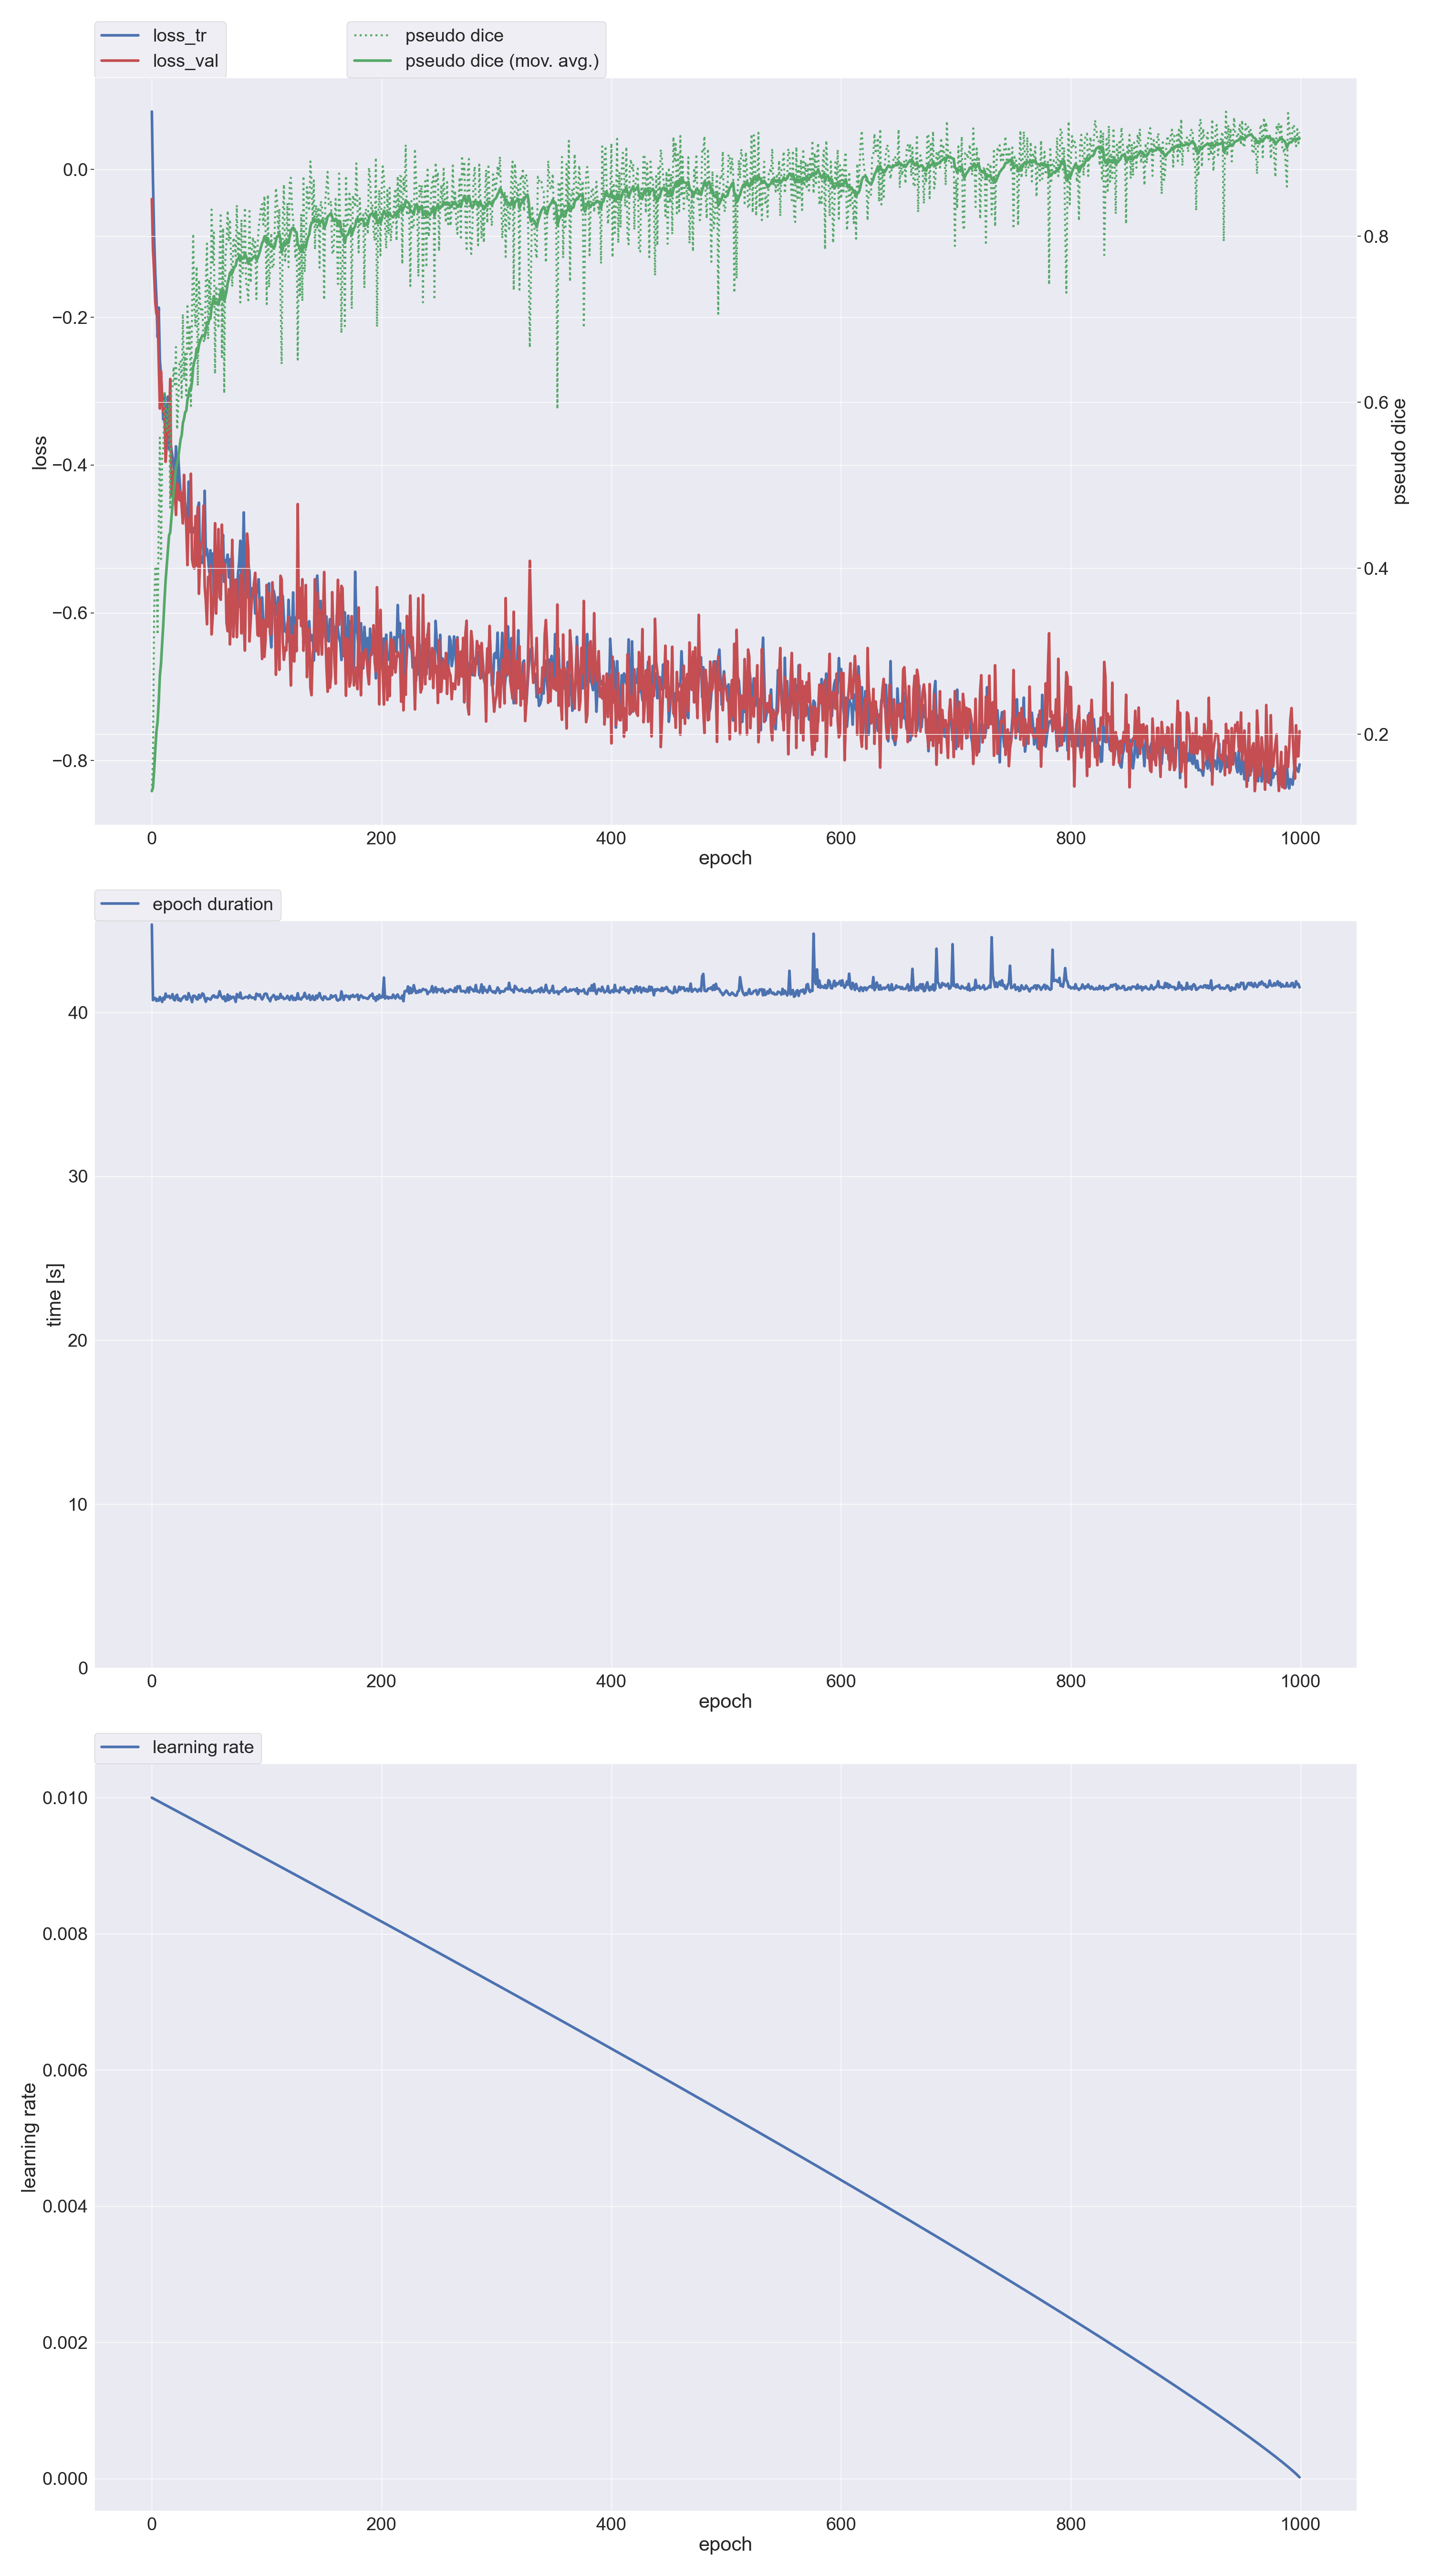 loss_tr
loss_val
pseudo dice
pseudo dice (mov. avg.)
0.0
−0.2
−0.4
−0.6
−0.8
loss
0.8
0.6
0.4
0.2
pseudo dice
0 200 400 600 800 1000
epoch
epoch duration
40
30
20
10
0
time [s]
0 200 400 600 800 1000
epoch
learning rate
0.010
0.008
0.006
0.004
0.002
0.000
learning rate
0 200 400 600 800 1000
epoch